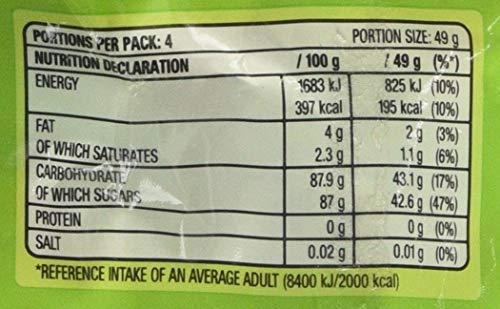 PORTIONS PER PACK: 4 PORTION SIZE: 49 g
NUTRITION DECLARATION / 100 g / 49 g (%*)
ENERGY 1683 kJ 825 kJ (10%)
397 kcal 195 kcal (10%)
FAT 4 g 2 g (3%)
OF WHICH SATURATES 2.3 g 1.1 g (6%)
CARBOHYDRATE 87.9 g 43.1 g (17%)
OF WHICH SUGARS 87 g 42.6 g (47%)
PROTEIN 0 g 0 g (0%)
SALT 0.02 g 0.01 g (0%)
*REFERENCE INTAKE OF AN AVERAGE ADULT (8400 kJ/2000 kcal)